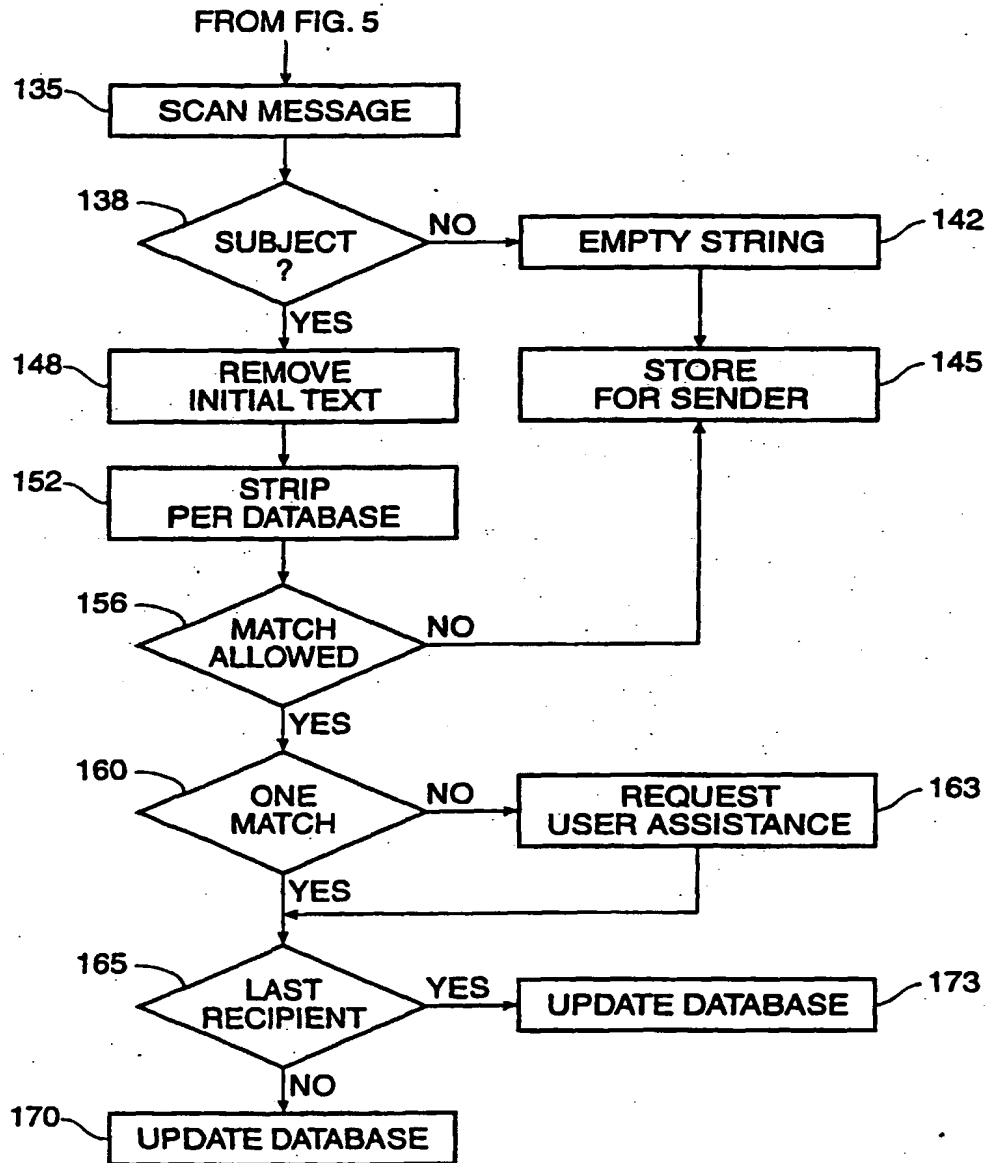 FROM FIG. 5
135
SCAN MESSAGE
138
SUBJECT
?
NO
EMPTY STRING
142
YES
148
REMOVE
INITIAL TEXT
STORE
FOR SENDER
145
152
STRIP
PER DATABASE
156
MATCH
ALLOWED
NO
YES
160
ONE
MATCH
NO
REQUEST
USER ASSISTANCE
163
YES
165
LAST
RECIPIENT
YES
UPDATE DATABASE
173
NO
170
UPDATE DATABASE